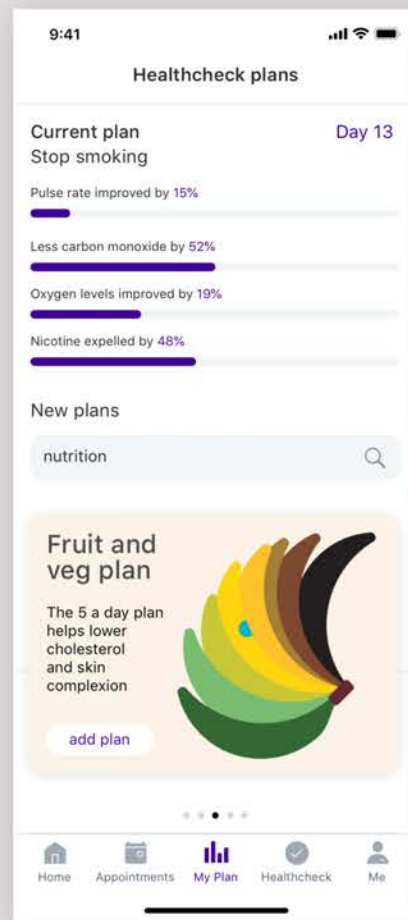 9:41
Healthcheck plans
Current plan
Day 13
Stop smoking
Pulse rate improved by 15%
Less carbon monoxide by 52%
Oxygen levels improved by 19%
Nicotine expelled by 48%
New plans
nutrition
Fruit and
veg plan
The 5 a day plan
helps lower
cholesterol
and skin
complexion
add plan
Home
Appointments
My Plan
Healthcheck
Me